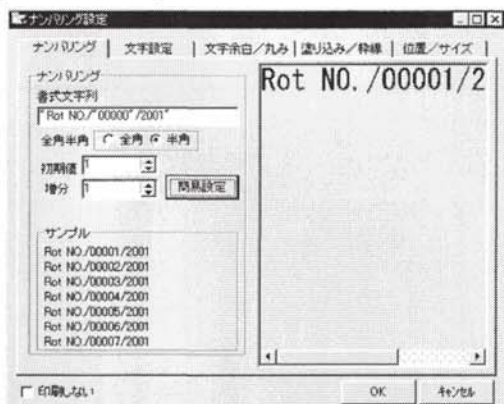 ナンバリング設定
ナンバリング 文字設定 文字余白/丸み 塗り込み/枠線 位置/サイズ
ナンバリング
書式文字列
"Rot NO./"00000"/2001"
全角半角 全角 半角
初期値 1
増分 1 簡易設定
サンプル
Rot NO./00001/2001
Rot NO./00002/2001
Rot NO./00003/2001
Rot NO./00004/2001
Rot NO./00005/2001
Rot NO./00006/2001
Rot NO./00007/2001
Rot NO./00001/2
印刷しない
OK キャンセル